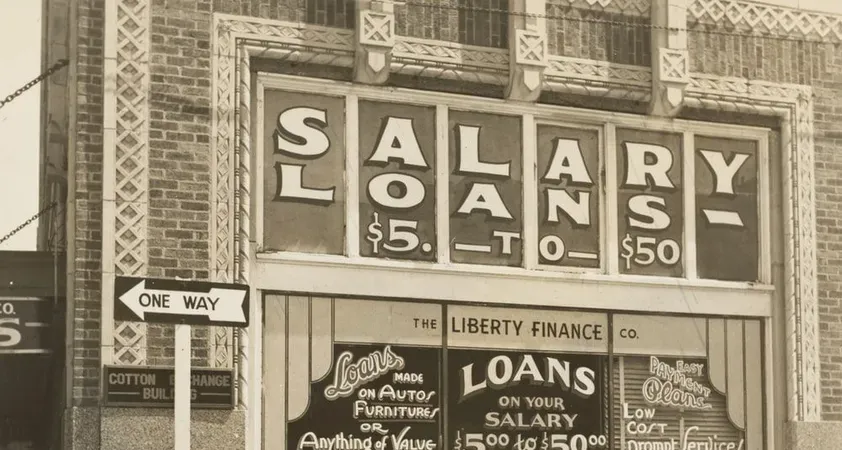 SALARY
LOANS –
$5. – TO – $50
ONE WAY
CO.
S
COTTON EXCHANGE
BUILDING
THE LIBERTY FINANCE CO.
Loans MADE
ON AUTOS
FURNITURES
OR
Anything of Value
LOANS
ON YOUR
SALARY
$5 00 to $50 00
EASY
PAYMENT
Plans
LOW
COST
Prompt Service